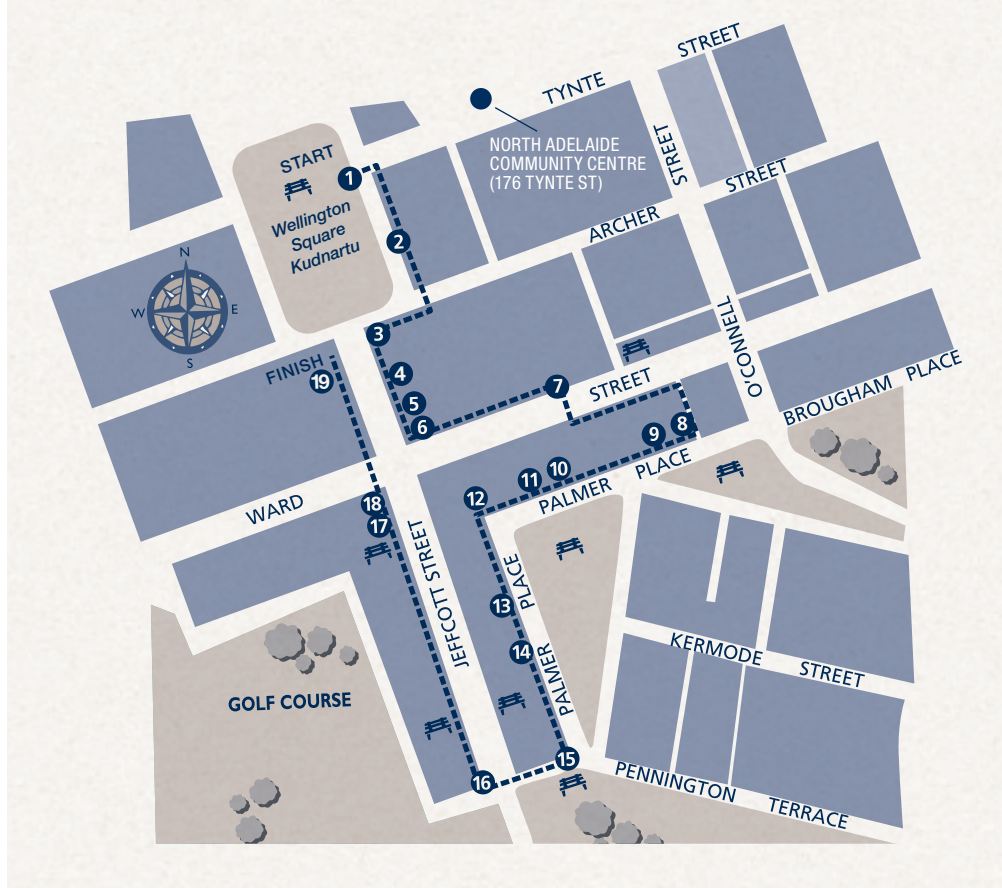 STREET
TYNTE
NORTH ADELAIDE
COMMUNITY CENTRE
(176 TYNTE ST)
STREET
STREET
START
1
Wellington
Square
Kudnartu
ARCHER
2
N
W
E
S
3
O'CONNELL
FINISH
19
4
5
6
7
STREET
BROUGHAM PLACE
8
9
10
11
12
PALMER PLACE
WARD
18
17
JEFFCOTT STREET
PLACE
13
14
PALMER
KERMODE
STREET
GOLF COURSE
15
16
PENNINGTON
TERRACE